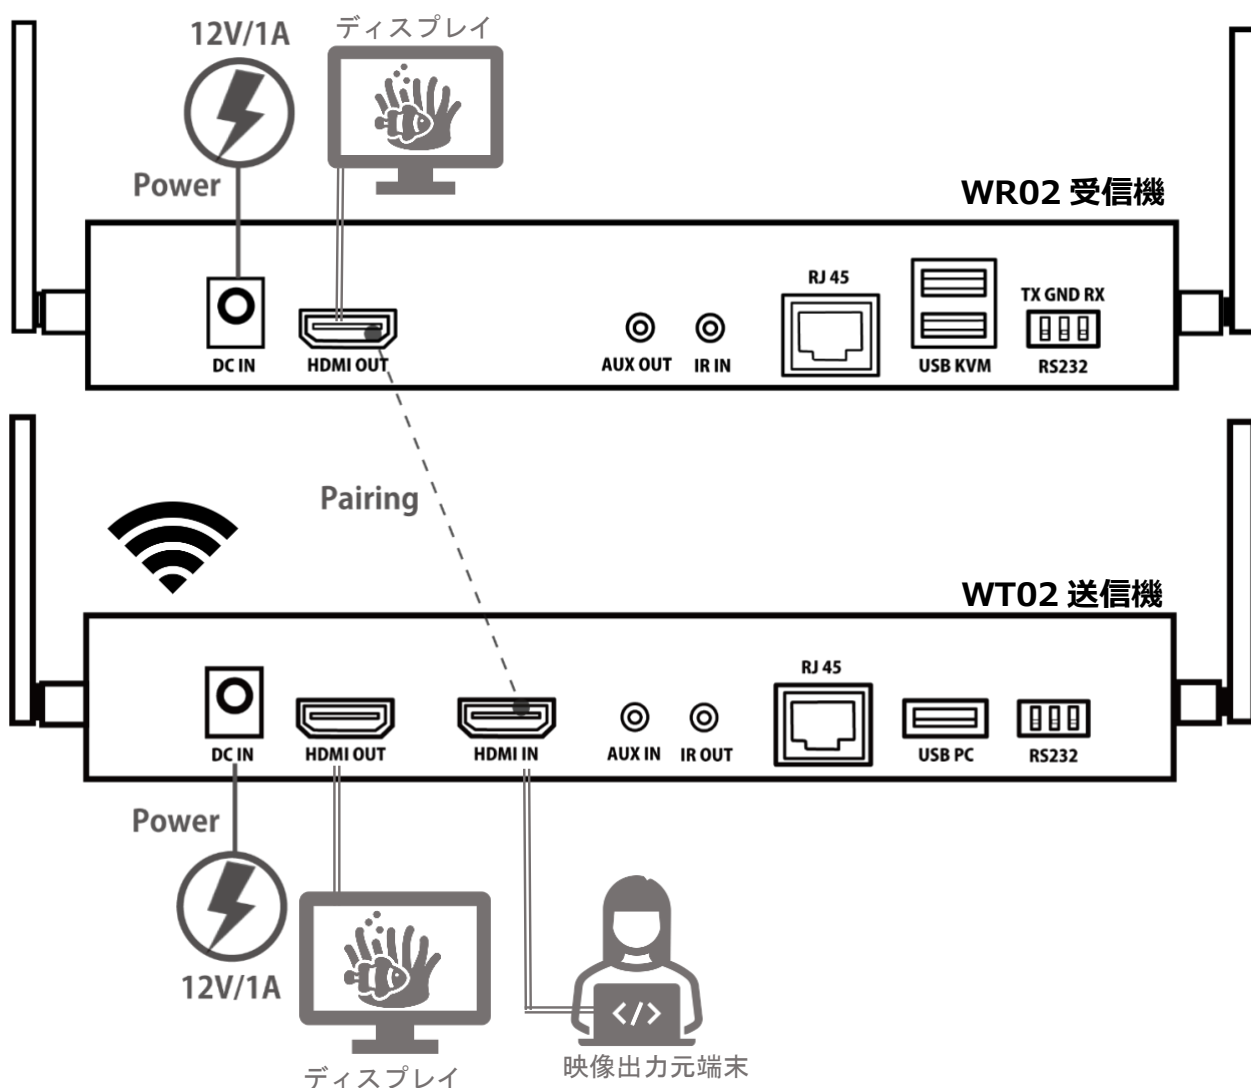 12V/1A
ディスプレイ
Power
WR02 受信機
RJ 45
TX GND RX
DC IN
HDMI OUT
AUX OUT
IR IN
USB KVM
RS232
Pairing
WT02 送信機
RJ 45
DC IN
HDMI OUT
HDMI IN
AUX IN
IR OUT
USB PC
RS232
Power
12V/1A
</>
ディスプレイ
映像出力元端末